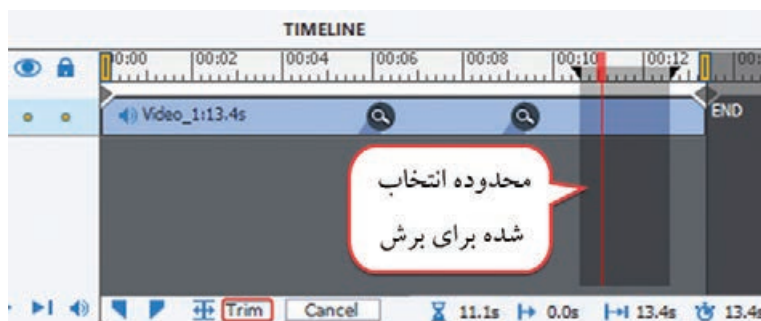 TIMELINE
0:00 00:02 00:04 00:06 00:08 00:10 00:12 00:
Video_1:13.4s
END
محدوده انتخاب
شده برای برش
Trim Cancel 11.1s 0.0s 13.4s 13.4s